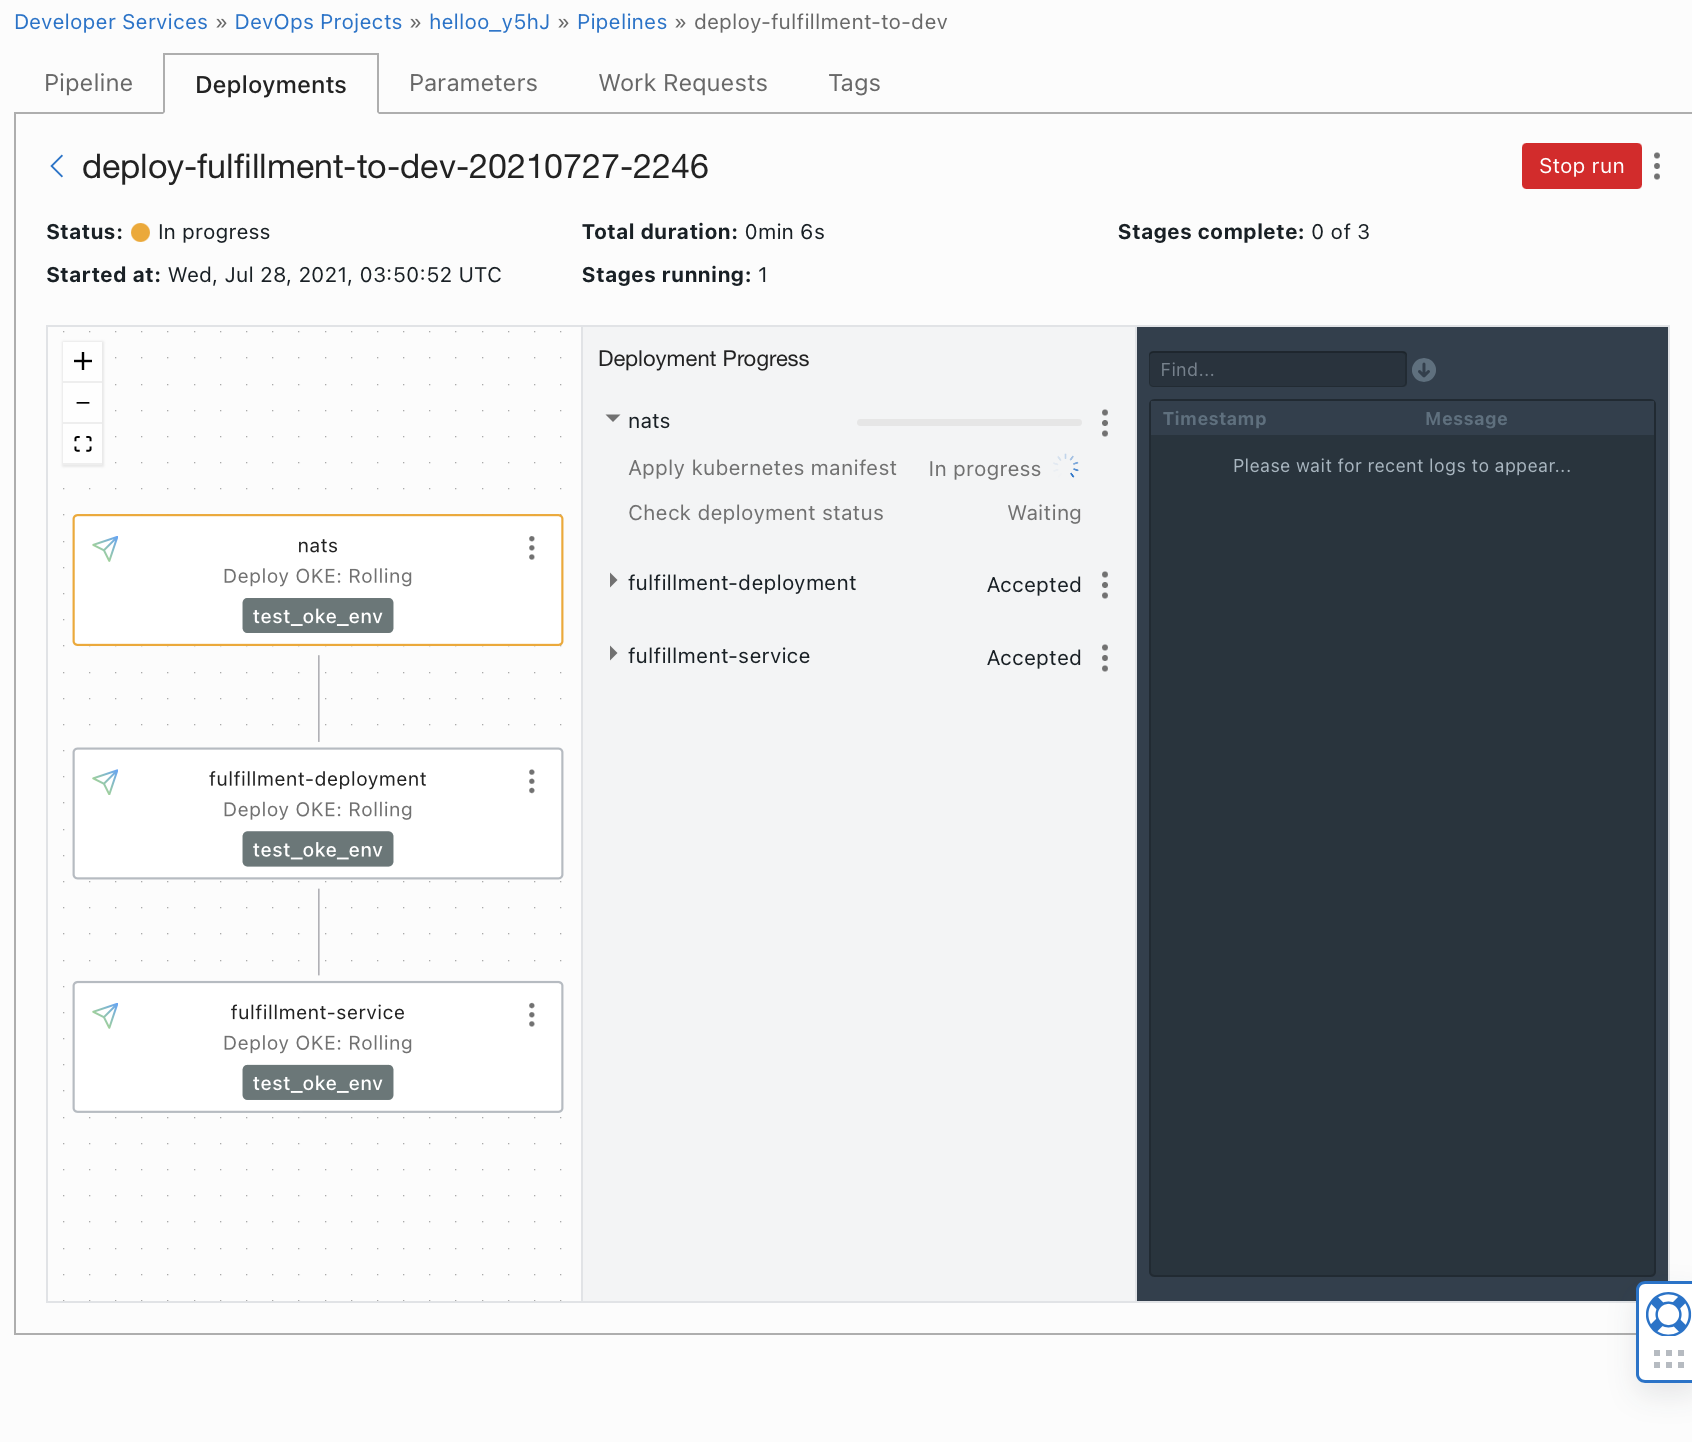 Developer Services » DevOps Projects » helloo_y5hJ » Pipelines » deploy-fulfillment-to-dev
Pipeline
Deployments
Parameters
Work Requests
Tags
deploy-fulfillment-to-dev-20210727-2246
Stop run
Status: In progress
Total duration: 0min 6s
Stages complete: 0 of 3
Started at: Wed, Jul 28, 2021, 03:50:52 UTC
Stages running: 1
nats
Deploy OKE: Rolling
test_oke_env
fulfillment-deployment
Deploy OKE: Rolling
test_oke_env
fulfillment-service
Deploy OKE: Rolling
test_oke_env
Deployment Progress
nats
Apply kubernetes manifest In progress
Check deployment status Waiting
fulfillment-deployment Accepted
fulfillment-service Accepted
Find...
Timestamp Message
Please wait for recent logs to appear...